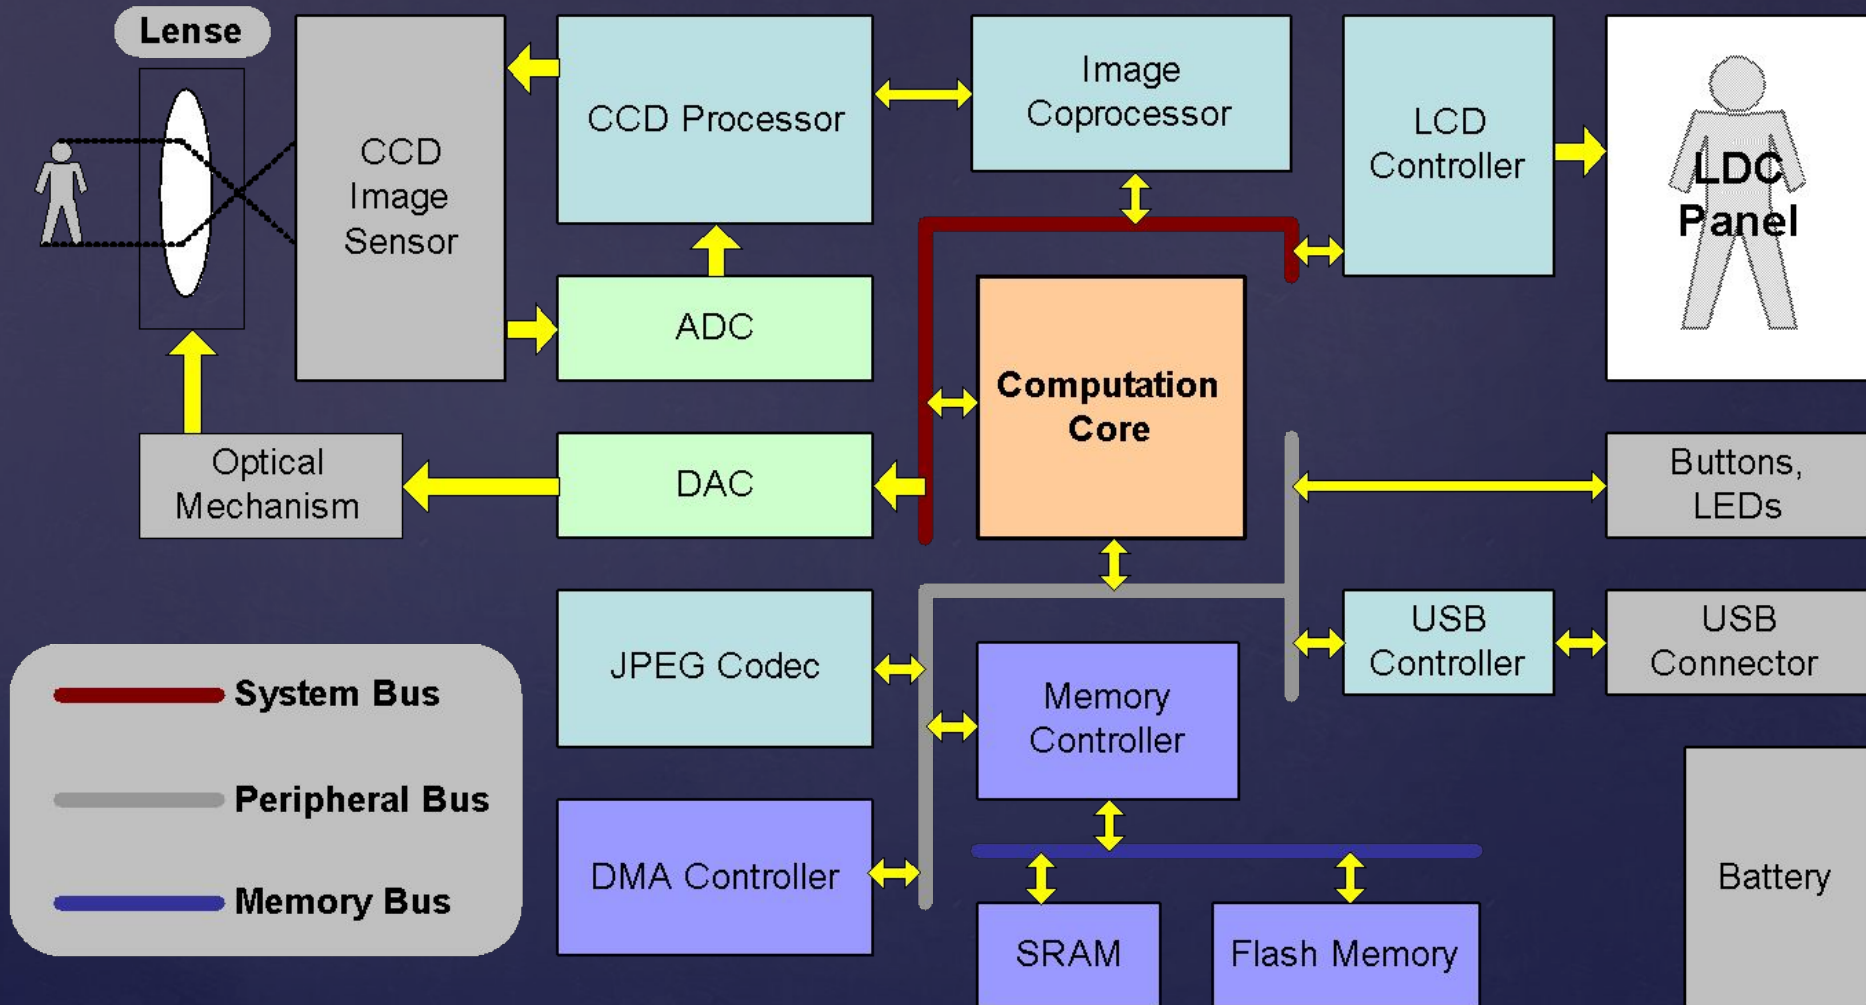 Lense
CCD
Image
Sensor
CCD Processor
Image
Coprocessor
LCD
Controller
LDC
Panel
ADC
Computation
Core
Optical
Mechanism
DAC
Buttons,
LEDs
JPEG Codec
Memory
Controller
USB
Controller
USB
Connector
System Bus
Peripheral Bus
Memory Bus
DMA Controller
Battery
SRAM
Flash Memory